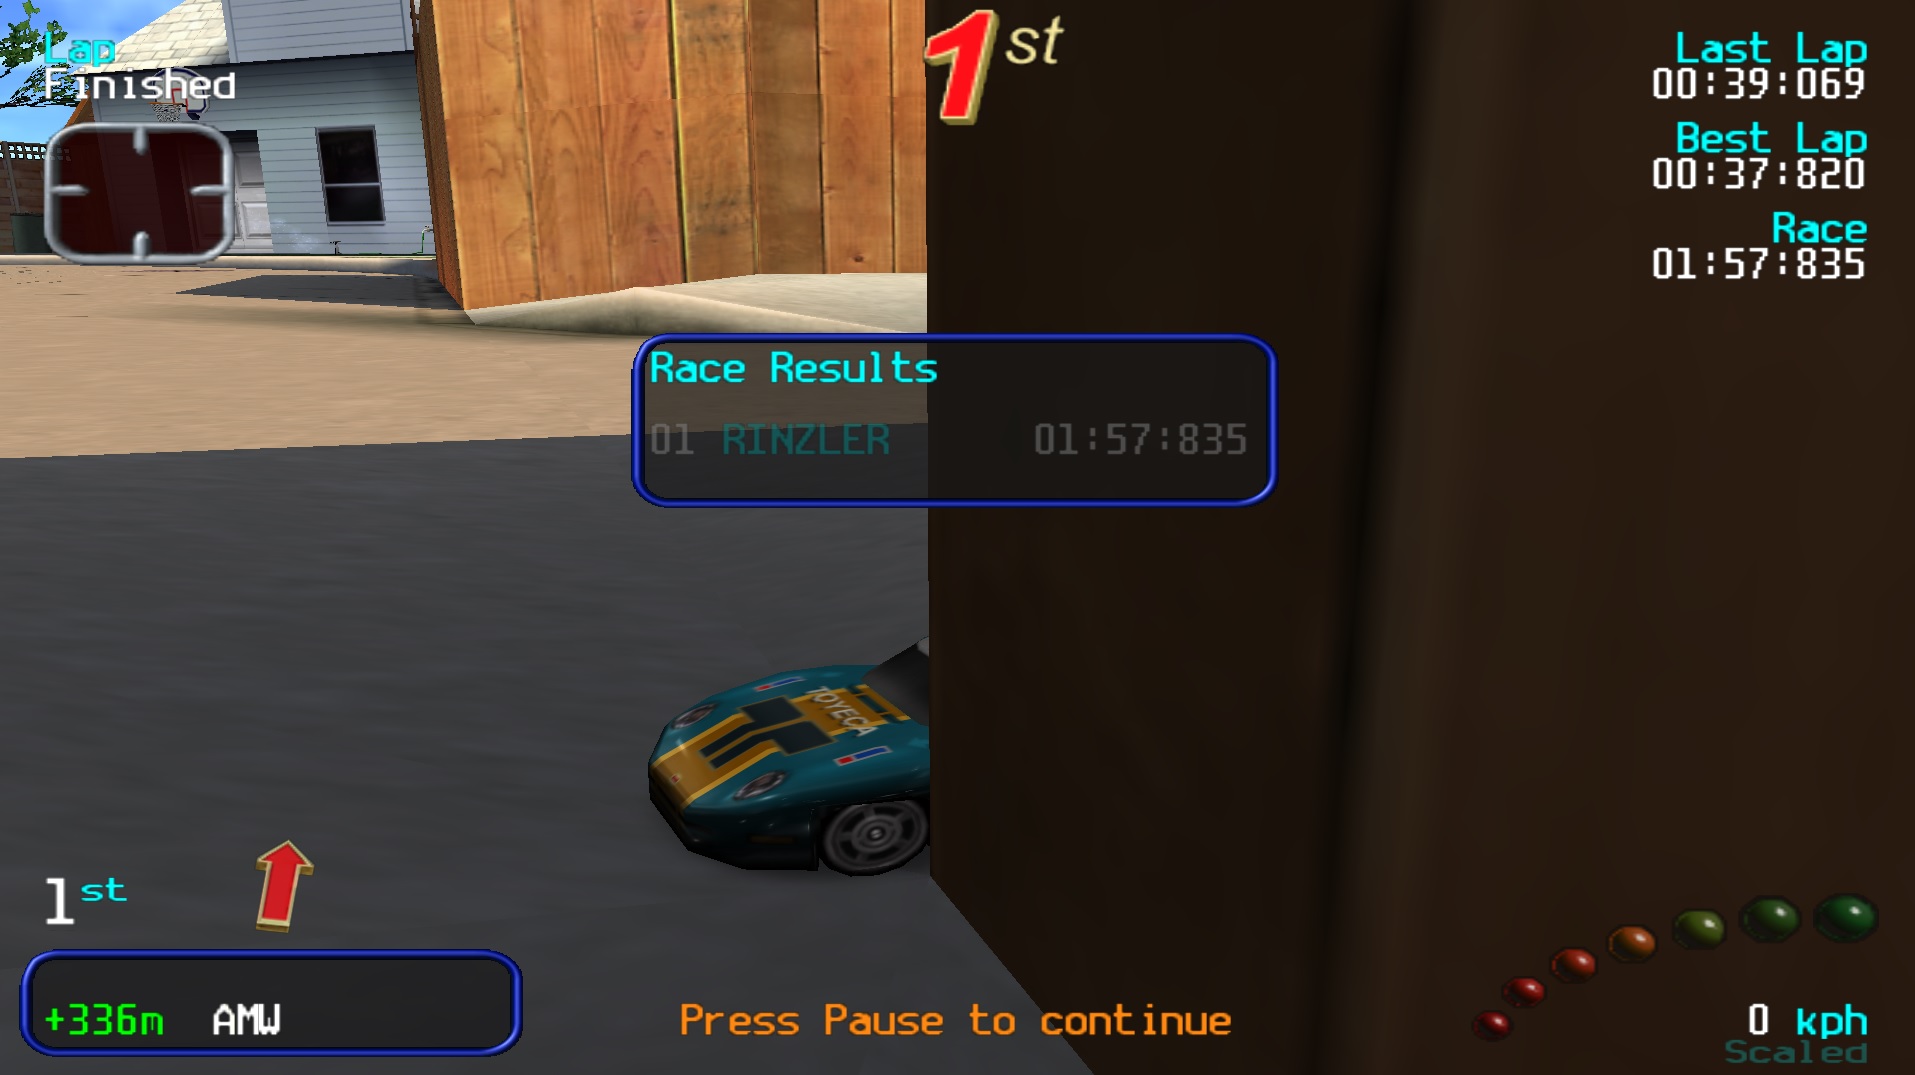 Lap
Finished
1st
Last Lap
00:39:069
Best Lap
00:37:820
Race
01:57:835
Race Results
01 RINZLER 01:57:835
TOYECA
1st
+336m AMW
Press Pause to continue
0 kph
Scaled